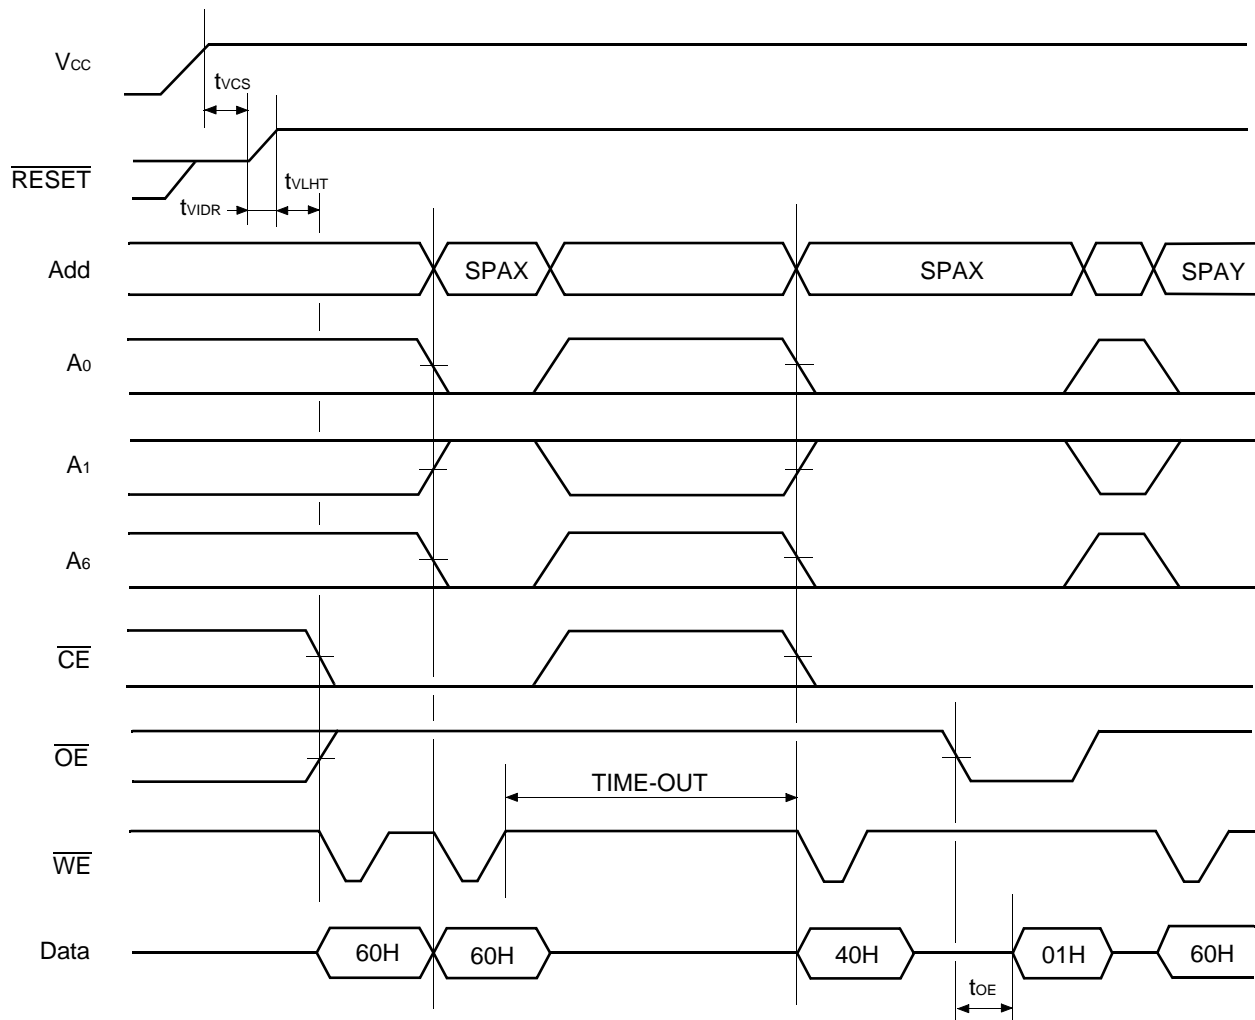 VCC
tVCS
RESET
tVLHT
tVIDR
Add
SPAX
SPAX
SPAY
A0
A1
A6
CE
OE
TIME-OUT
WE
Data
60H
60H
40H
01H
60H
tOE